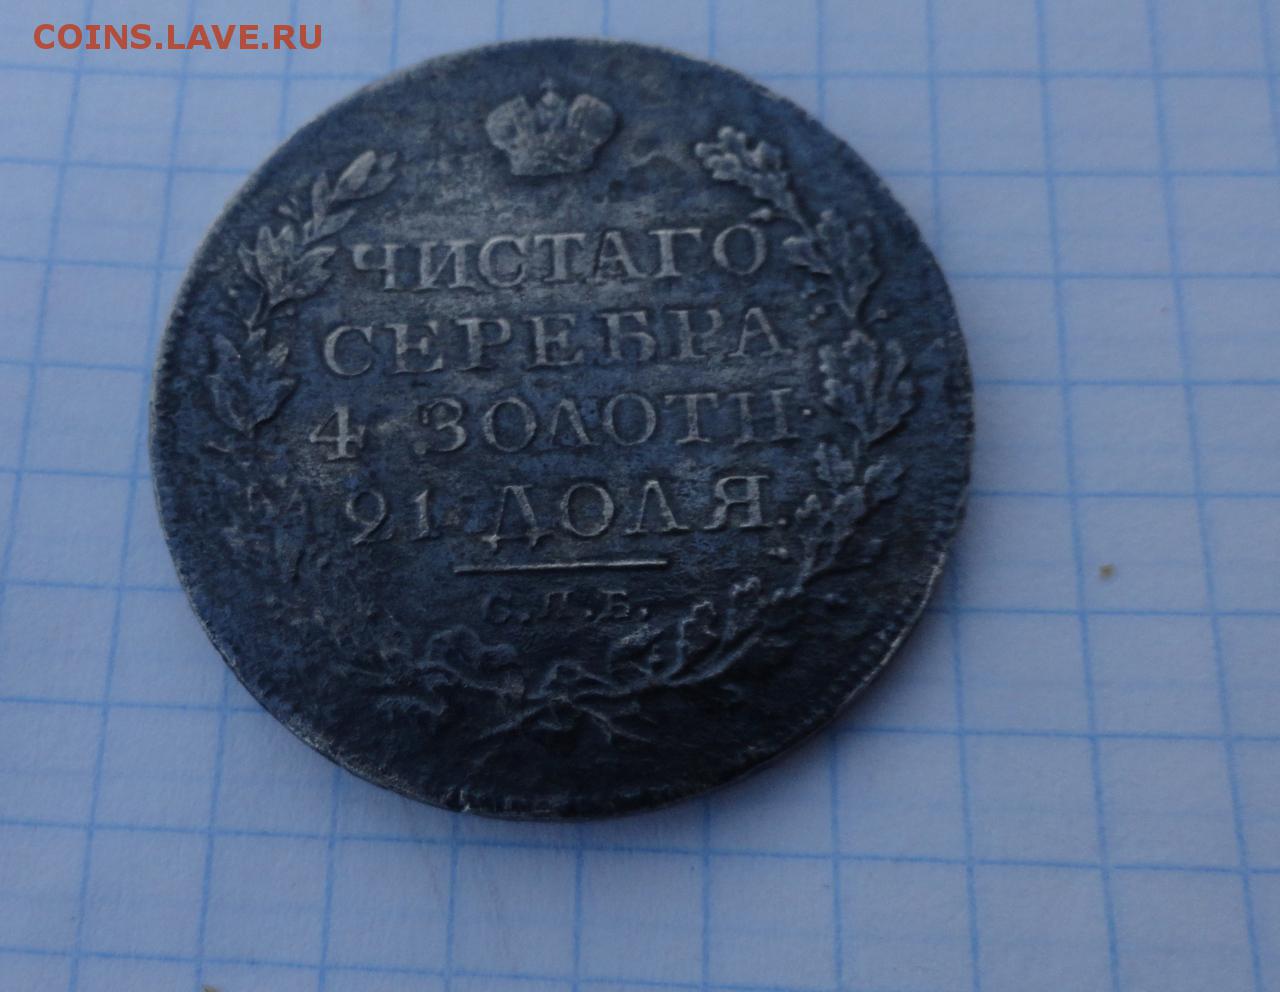 COINS.LAVE.RU
ЧИСТАГО
СЕРЕБРА
4 ЗОЛОТН.
21 ДОЛЯ.
С.П.Б.